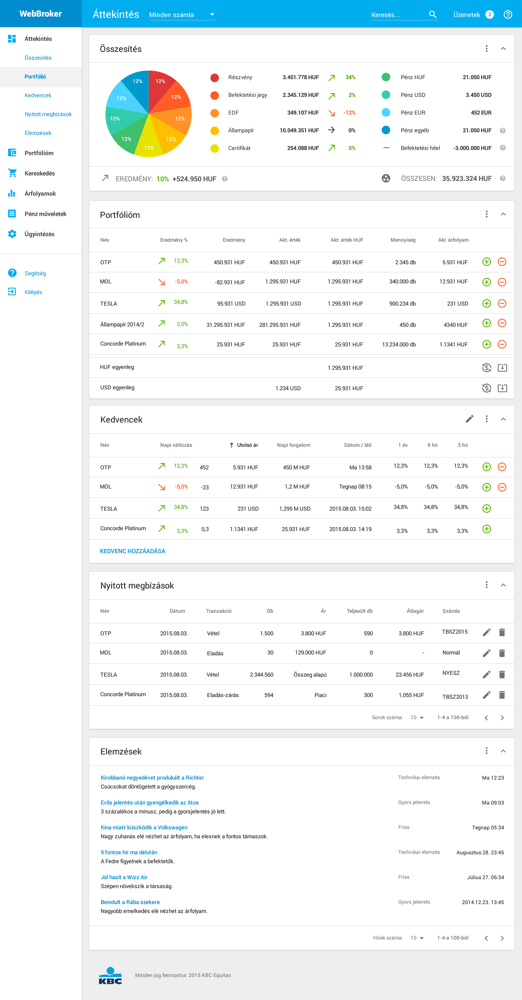 WebBroker
Áttekintés Minden számla Keresés... Üzenetek 2
Áttekintés
Összesítés
Portfólió
Kedvencek
Nyitott megbízások
Elemzések
Portfólióm
Kereskedés
Árfolyamok
Pénz műveletek
Ügyintézés
Segítség
Kilépés
Összesítés
12% 12%
12% 12%
12% 12%
12% 12%
12%
Részvény 3.451.778 HUF 34% Pénz HUF 21.050 HUF
Befektetési jegy 2.345.129 HUF 2% Pénz USD 3.450 USD
EDF 349.107 HUF -12% Pénz EUR 452 EUR
Állampapír 10.049.351 HUF 0% Pénz egyéb 21.050 HUF
Certifikát 254.088 HUF 5% Befektetési hitel -3.000.000 HUF
EREDMÉNY: 10% +524.950 HUF ÖSSZESEN: 35.923.324 HUF
Portfólióm
Név Eredmény % Eredmény Akt. érték Akt. érték HUF Mennyiség Akr. árfolyam
OTP 12,3% 450.931 HUF 450.931 HUF 450.931 HUF 2.345 db 5.931 HUF
MOL -5,0% -82.931 HUF 1.295.931 HUF 1.295.931 HUF 340.000 db 12.931 HUF
TESLA 34,8% 95.931 USD 1.295.931 USD 1.295.931 HUF 900.234 db 231 USD
Állampapír 2014/2 2,0% 31.295.931 HUF 281.295.931 HUF 1.295.931 HUF 450 db 4340 HUF
Concorde Platinum 3,3% 25.931 HUF 25.931 HUF 25.931 HUF 13.234.000 db 1.1341 HUF
HUF egyenleg 1.295.931 HUF
USD egyenleg 1.234 USD 25.931 HUF
Kedvencek
Név Napi változás Utolsó ár Napi forgalom Dátum / Idő 1 év 6 hó 3 hó
OTP 12,3% 452 5.931 HUF 450 M HUF Ma 13:58 12,3% 12,3% 12,3%
MOL -5,0% -23 12.931 HUF 1,2 M HUF Tegnap 08:15 -5,0% -5,0% -5,0%
TESLA 34,8% 123 231 USD 1,295 M USD 2015.08.03. 15:02 34,8% 34,8% 34,8%
Concorde Platinum 3,3% 0,3 1.1341 HUF 25.931 HUF 2015.08.03. 14:19 3,3% 3,3% 3,3%
KEDVENC HOZZÁADÁSA
Nyitott megbízások
Név Dátum Tranzakció Db Ár Teljesült db Átlagár Számla
OTP 2015.08.03. Vétel 1.500 3.800 HUF 590 3.800 HUF TBSZ2015
MOL 2015.08.03. Eladás 30 129.000 HUF 0 - Normál
TESLA 2015.08.03. Vétel 2.344.560 Összeg alapú 1.000.000 23.456 HUF NYESZ
Concorde Platinum 2015.08.03. Eladás-zárás 594 Piaci 300 1,055 HUF TBSZ2013
Sorok száma: 10 1-4 a 100-ból
Elemzések
Kirobbanó negyedévet produkált a Richter Technikai elemzés Ma 12:23
Csúcsokat döntögetett a gyógyszercég.
Erős jelentés után gyengélkedik az Atos Gyors jelentés Ma 09:03
3 százalékos a mínusz, pedig a gyorsjelentés jó lett.
Kína miatt küszködik a Volkswagen Friss Tegnap 05:34
Nagy zuhanás elé nézhet az árfolyam, ha elesnek a fontos támaszok.
9 fontos hír ma délután Technikai elemzés Augusztus 28. 23:45
A Fedre figyelnek a befektetők.
Jól hasít a Wizz Air Friss Július 27. 06:34
Szépen növekszik a társaság.
Beindult a Rába szekere Gyors jelentés 2014.12.23. 13:45
Nagyobb emelkedés elé nézhet az árfolyam.
Hírek száma: 10 1-4 a 100-ból
KBC Minden jog fenntartva. 2015 KBC Equitas